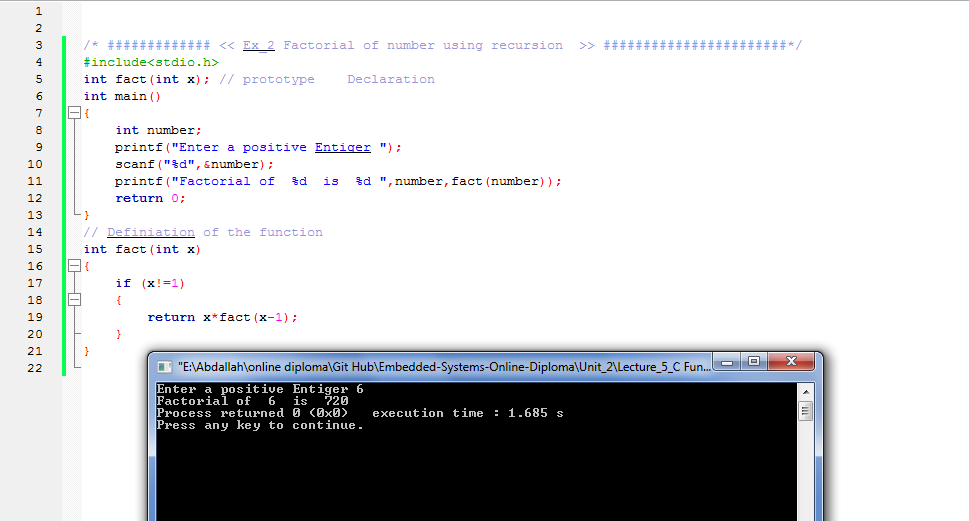 1
2
3 /* ############# << Ex_2 Factorial of number using recursion  >> #######################*/
4 #include<stdio.h>
5 int fact(int x); // prototype    Declaration
6 int main()
7 {
8     int number;
9     printf("Enter a positive Entiger ");
10     scanf("%d",&number);
11     printf("Factorial of  %d  is  %d ",number,fact(number));
12     return 0;
13 }
14 // Definiation of the function
15 int fact(int x)
16 {
17     if (x!=1)
18     {
19         return x*fact(x-1);
20     }
21 }
22
"E:\Abdallah\online diploma\Git Hub\Embedded-Systems-Online-Diploma\Unit_2\Lecture_5_C Fun...
Enter a positive Entiger 6
Factorial of  6  is  720
Process returned 0 (0x0)   execution time : 1.685 s
Press any key to continue.